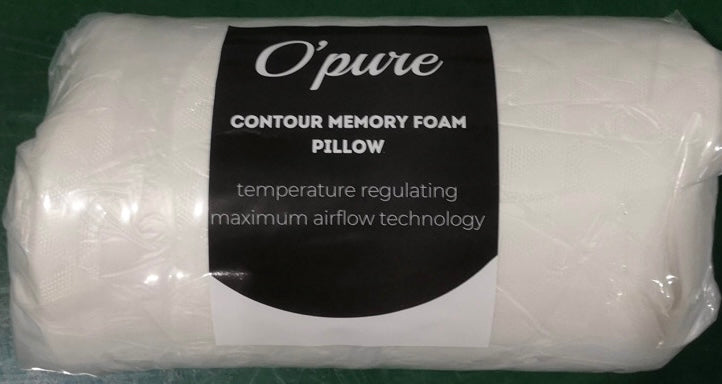 O'pure
CONTOUR MEMORY FOAM
PILLOW
temperature regulating
maximum airflow technology